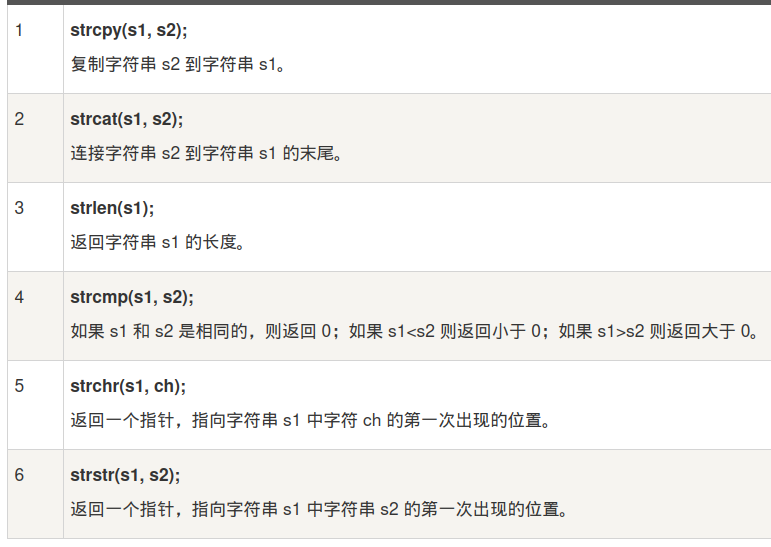 1
strcpy(s1, s2);
复制字符串 s2 到字符串 s1。
2
strcat(s1, s2);
连接字符串 s2 到字符串 s1 的末尾。
3
strlen(s1);
返回字符串 s1 的长度。
4
strcmp(s1, s2);
如果 s1 和 s2 是相同的，则返回 0；如果 s1<s2 则返回小于 0；如果 s1>s2 则返回大于 0。
5
strchr(s1, ch);
返回一个指针，指向字符串 s1 中字符 ch 的第一次出现的位置。
6
strstr(s1, s2);
返回一个指针，指向字符串 s1 中字符串 s2 的第一次出现的位置。